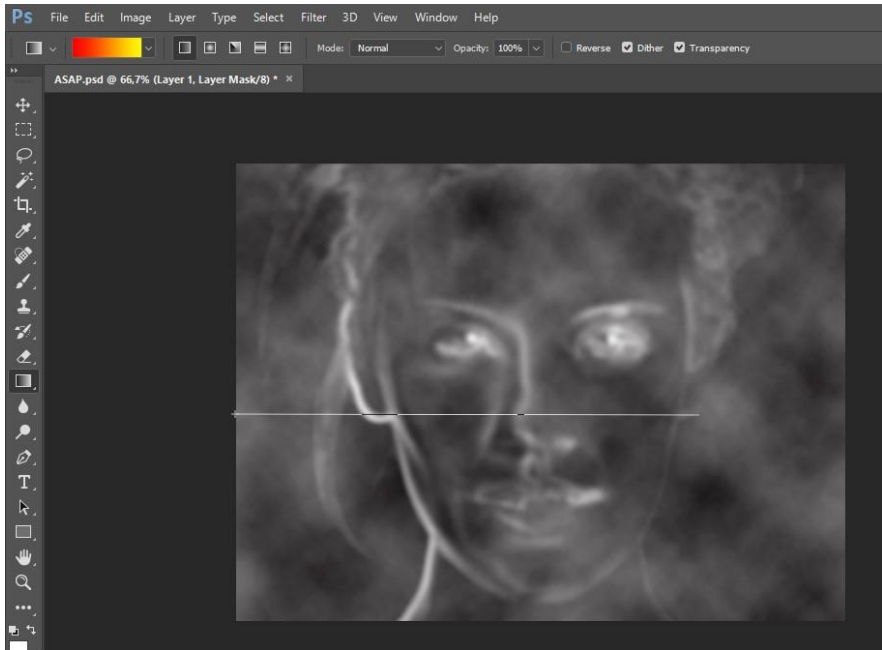 Ps File Edit Image Layer Type Select Filter 3D View Window Help
Mode: Normal Opacity: 100% Reverse Dither Transparency
ASAP.psd @ 66,7% (Layer 1, Layer Mask/8) * ×
T